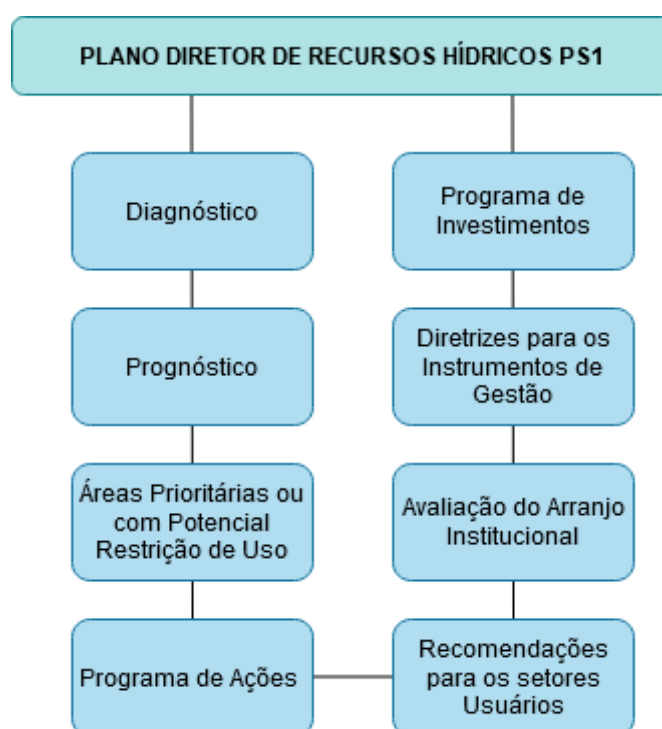 PLANO DIRETOR DE RECURSOS HÍDRICOS PS1
Diagnóstico
Prognóstico
Áreas Prioritárias ou
com Potencial
Restrição de Uso
Programa de Ações
Programa de
Investimentos
Diretrizes para os
Instrumentos de
Gestão
Avaliação do Arranjo
Institucional
Recomendações
para os setores
Usuários